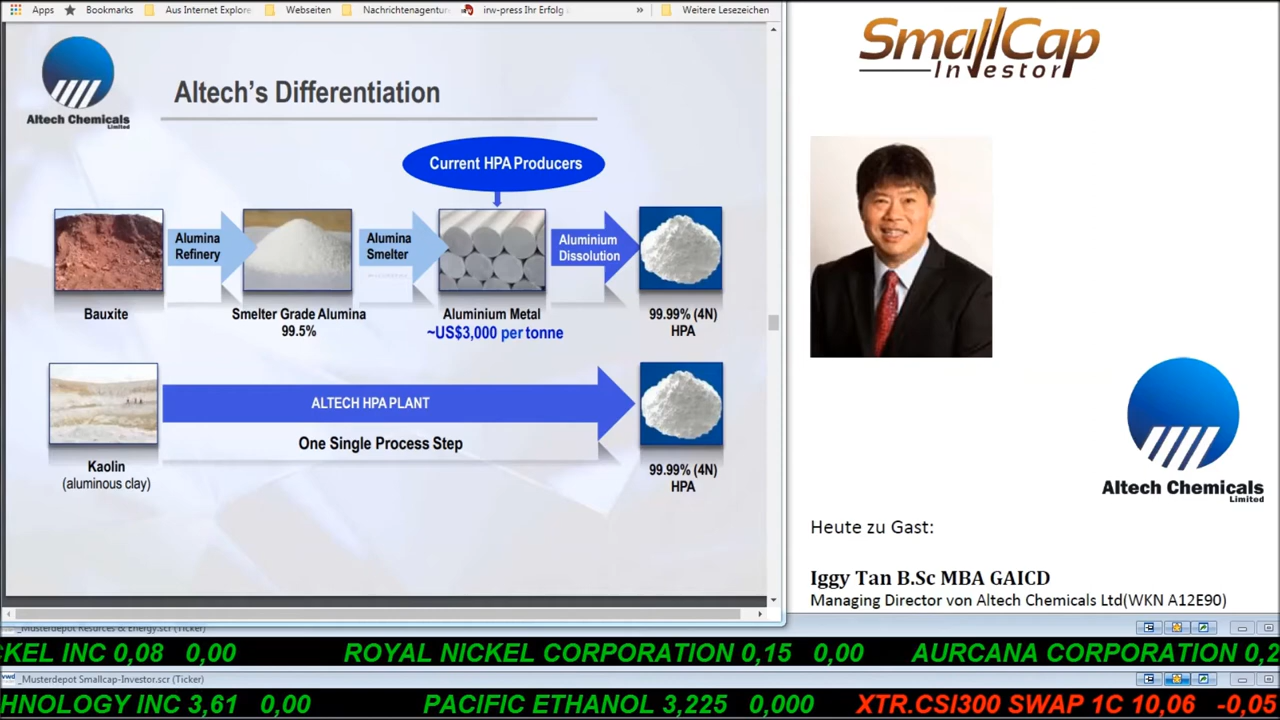 Apps Bookmarks Aus Internet Explore Webseiten Nachrichtenagentur irw-press Ihr Erfolg i » Weitere Lesezeichen
SmallCap
Investor
Altech Chemicals
Limited
Altech's Differentiation
Current HPA Producers
Alumina
Refinery
Alumina
Smelter
Aluminium
Dissolution
Bauxite
Smelter Grade Alumina
99.5%
Aluminium Metal
~US$3,000 per tonne
99.99% (4N)
HPA
ALTECH HPA PLANT
One Single Process Step
Kaolin
(aluminous clay)
99.99% (4N)
HPA
Altech Chemicals
Limited
Heute zu Gast:
Iggy Tan B.Sc MBA GAICD
Managing Director von Altech Chemicals Ltd(WKN A12E90)
_Musterdepot Resurces & Energy.scr (Ticker)
CKEL INC 0,08 0,00 ROYAL NICKEL CORPORATION 0,15 0,00 AURCANA CORPORATION 0,2
vwd _Musterdepot Smallcap-Investor.scr (Ticker)
HNOLOGY INC 3,61 0,00 PACIFIC ETHANOL 3,225 0,000 XTR.CSI300 SWAP 1C 10,06 -0,05